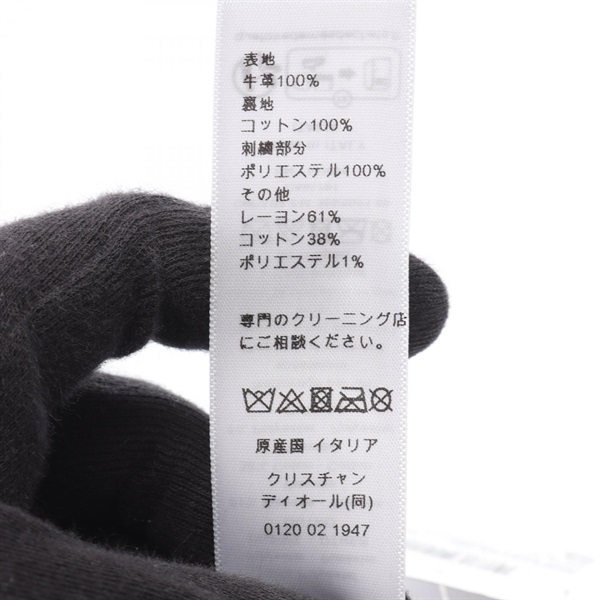 表地
牛革100%
裏地
コットン100%
刺繍部分
ポリエステル100%
その他
レーヨン61%
コットン38%
ポリエステル1%
専門のクリーニング店
にご相談ください。
原産国 イタリア
クリスチャン
ディオール(同)
0120 02 1947